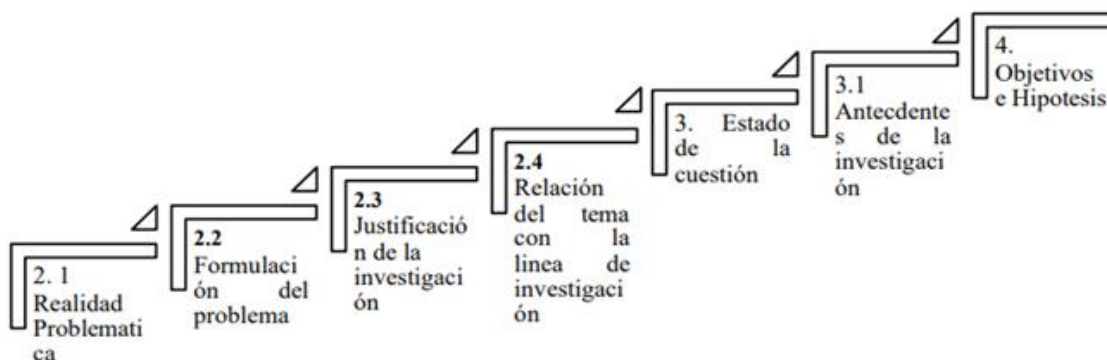 2. 1
Realidad
Problemati
ca
2.2
Formulaci
ón del
problema
2.3
Justificació
n de la
investigaci
ón
2.4
Relación
del tema
con la
linea de
investigaci
ón
3. Estado
de la
cuestión
3.1
Antecdente
s de la
investigaci
ón
4.
Objetivos
e Hipotesis